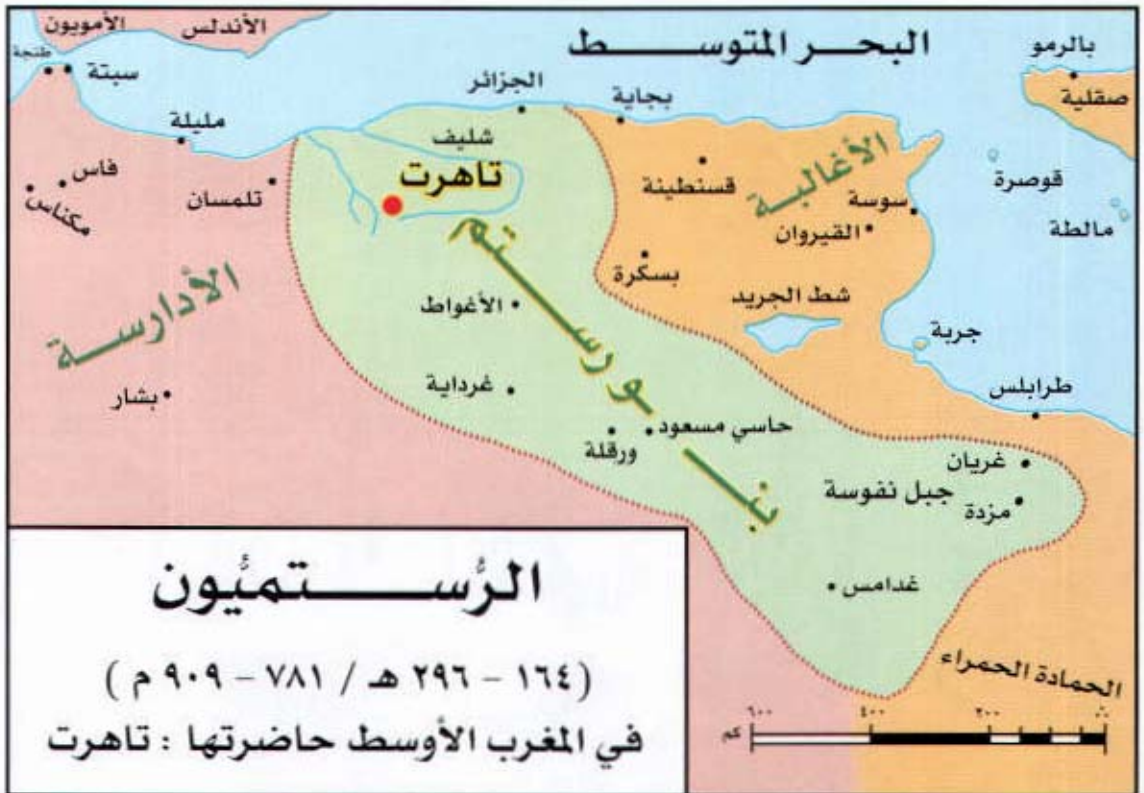 الأمويون
الأندلس
طنجة
سبتة
البحر المتوسط
بالرمو
صقلية
الجزائر
بجاية
مليلة
شليف
تاهرت
فاس
مكناس
تلمسان
قسنطينة
الأغالبة
سوسة
القيروان
قوصرة
مالطة
بسكرة
شط الجريد
جربة
الأدارسة
بنو رستم
الأغواط
غرداية
بشار
طرابلس
حاسي مسعود
ورقلة
غريان
جبل نفوسة
مزدة
غدامس
الحمادة الحمراء
الرُّستميُّون
(١٦٤ - ٢٩٦ هـ / ٧٨١ - ٩٠٩ م)
في المغرب الأوسط حاضرتها : تاهرت
٦٠٠ ٤٠٠ ٢٠٠ ٠
كم